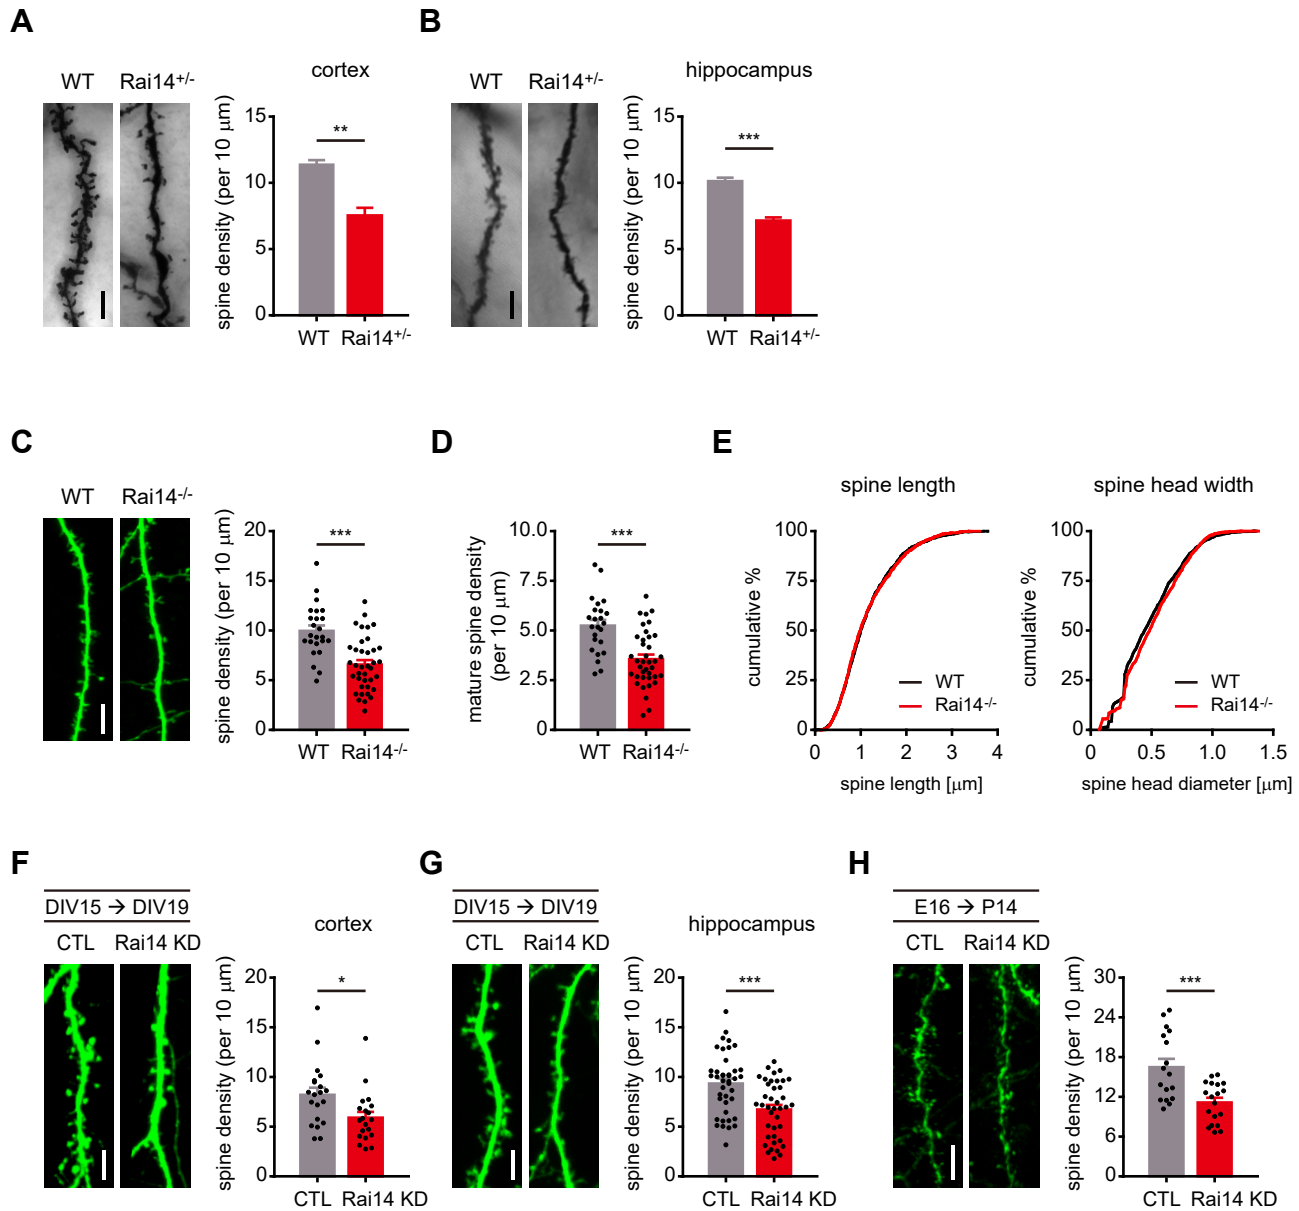 A
WT Rai14+/-
cortex
spine density (per 10 μm)
15
10
5
0
**
WT Rai14+/-
B
WT Rai14+/-
hippocampus
spine density (per 10 μm)
15
10
5
0
***
WT Rai14+/-
C
WT Rai14-/-
spine density (per 10 μm)
20
15
10
5
0
***
WT Rai14-/-
D
mature spine density
(per 10 μm)
10.0
7.5
5.0
2.5
0
***
WT Rai14-/-
E
spine length
cumulative %
100
75
50
25
0
WT
Rai14-/-
0 1 2 3 4
spine length [μm]
spine head width
cumulative %
100
75
50
25
0
WT
Rai14-/-
0 0.5 1.0 1.5
spine head diameter [μm]
F
DIV15 → DIV19
CTL Rai14 KD
cortex
spine density (per 10 μm)
20
15
10
5
0
*
CTL Rai14 KD
G
DIV15 → DIV19
CTL Rai14 KD
hippocampus
spine density (per 10 μm)
20
15
10
5
0
***
CTL Rai14 KD
H
E16 → P14
CTL Rai14 KD
spine density (per 10 μm)
30
24
18
12
6
0
***
CTL Rai14 KD